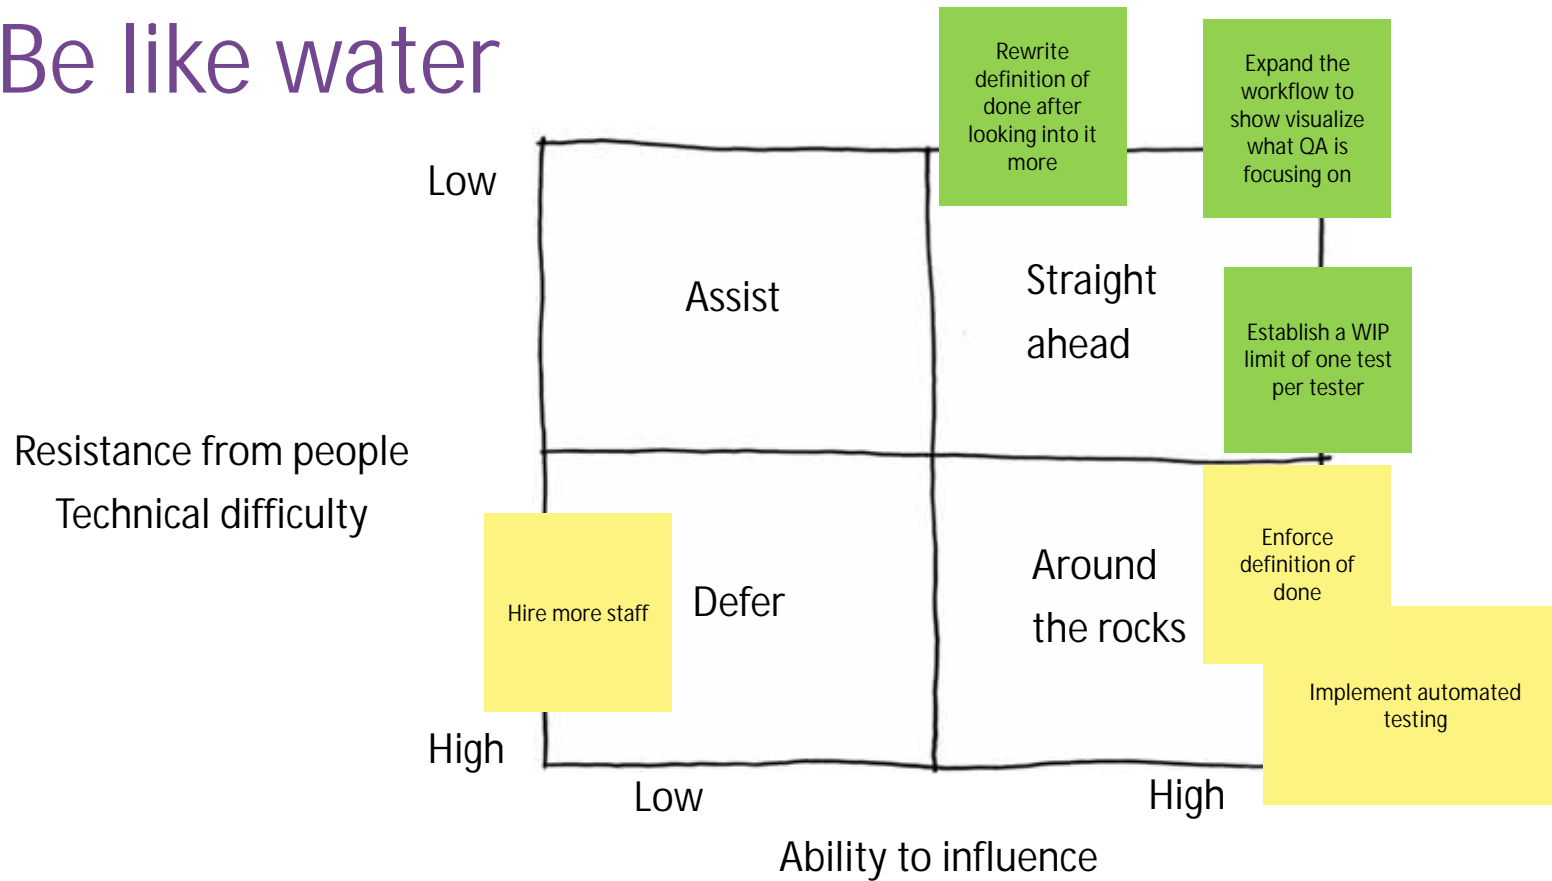 Be like water
Rewrite
definition of
done after
looking into it
more
Expand the
workflow to
show visualize
what QA is
focusing on
Low
Assist
Straight
ahead
Establish a WIP
limit of one test
per tester
Resistance from people
Technical difficulty
Hire more staff
Defer
Around
the rocks
Enforce
definition of
done
Implement automated
testing
High
Low
High
Ability to influence